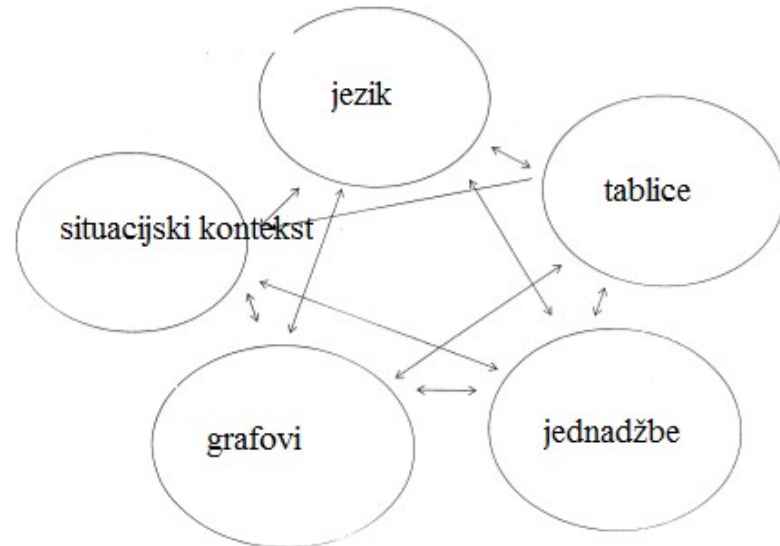 jezik
tablice
situacijski kontekst
grafovi
jednadžbe